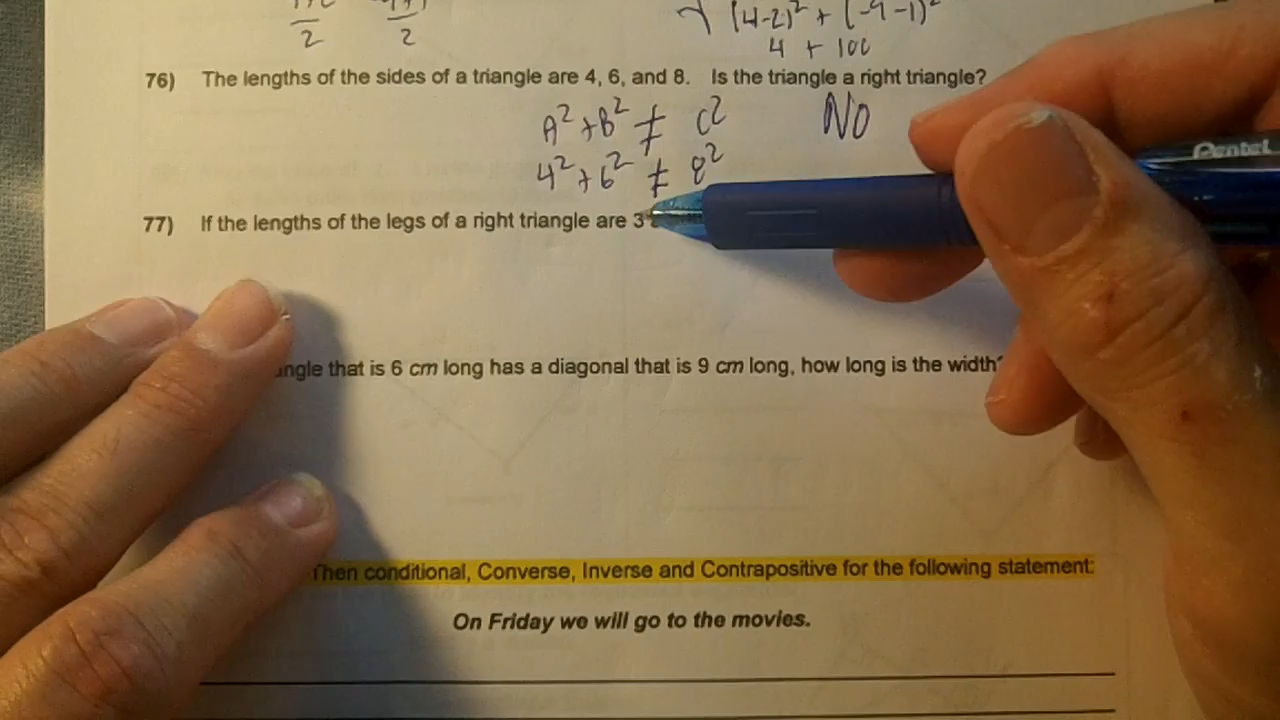 2 2
(4-2)² + (-9-1)²
4 + 100
76) The lengths of the sides of a triangle are 4, 6, and 8. Is the triangle a right triangle?
A² + B² ≠ C² NO
4² + 6² ≠ 8²
Pentel
77) If the lengths of the legs of a right triangle are 3
angle that is 6 cm long has a diagonal that is 9 cm long, how long is the width?
Then conditional, Converse, Inverse and Contrapositive for the following statement:
On Friday we will go to the movies.